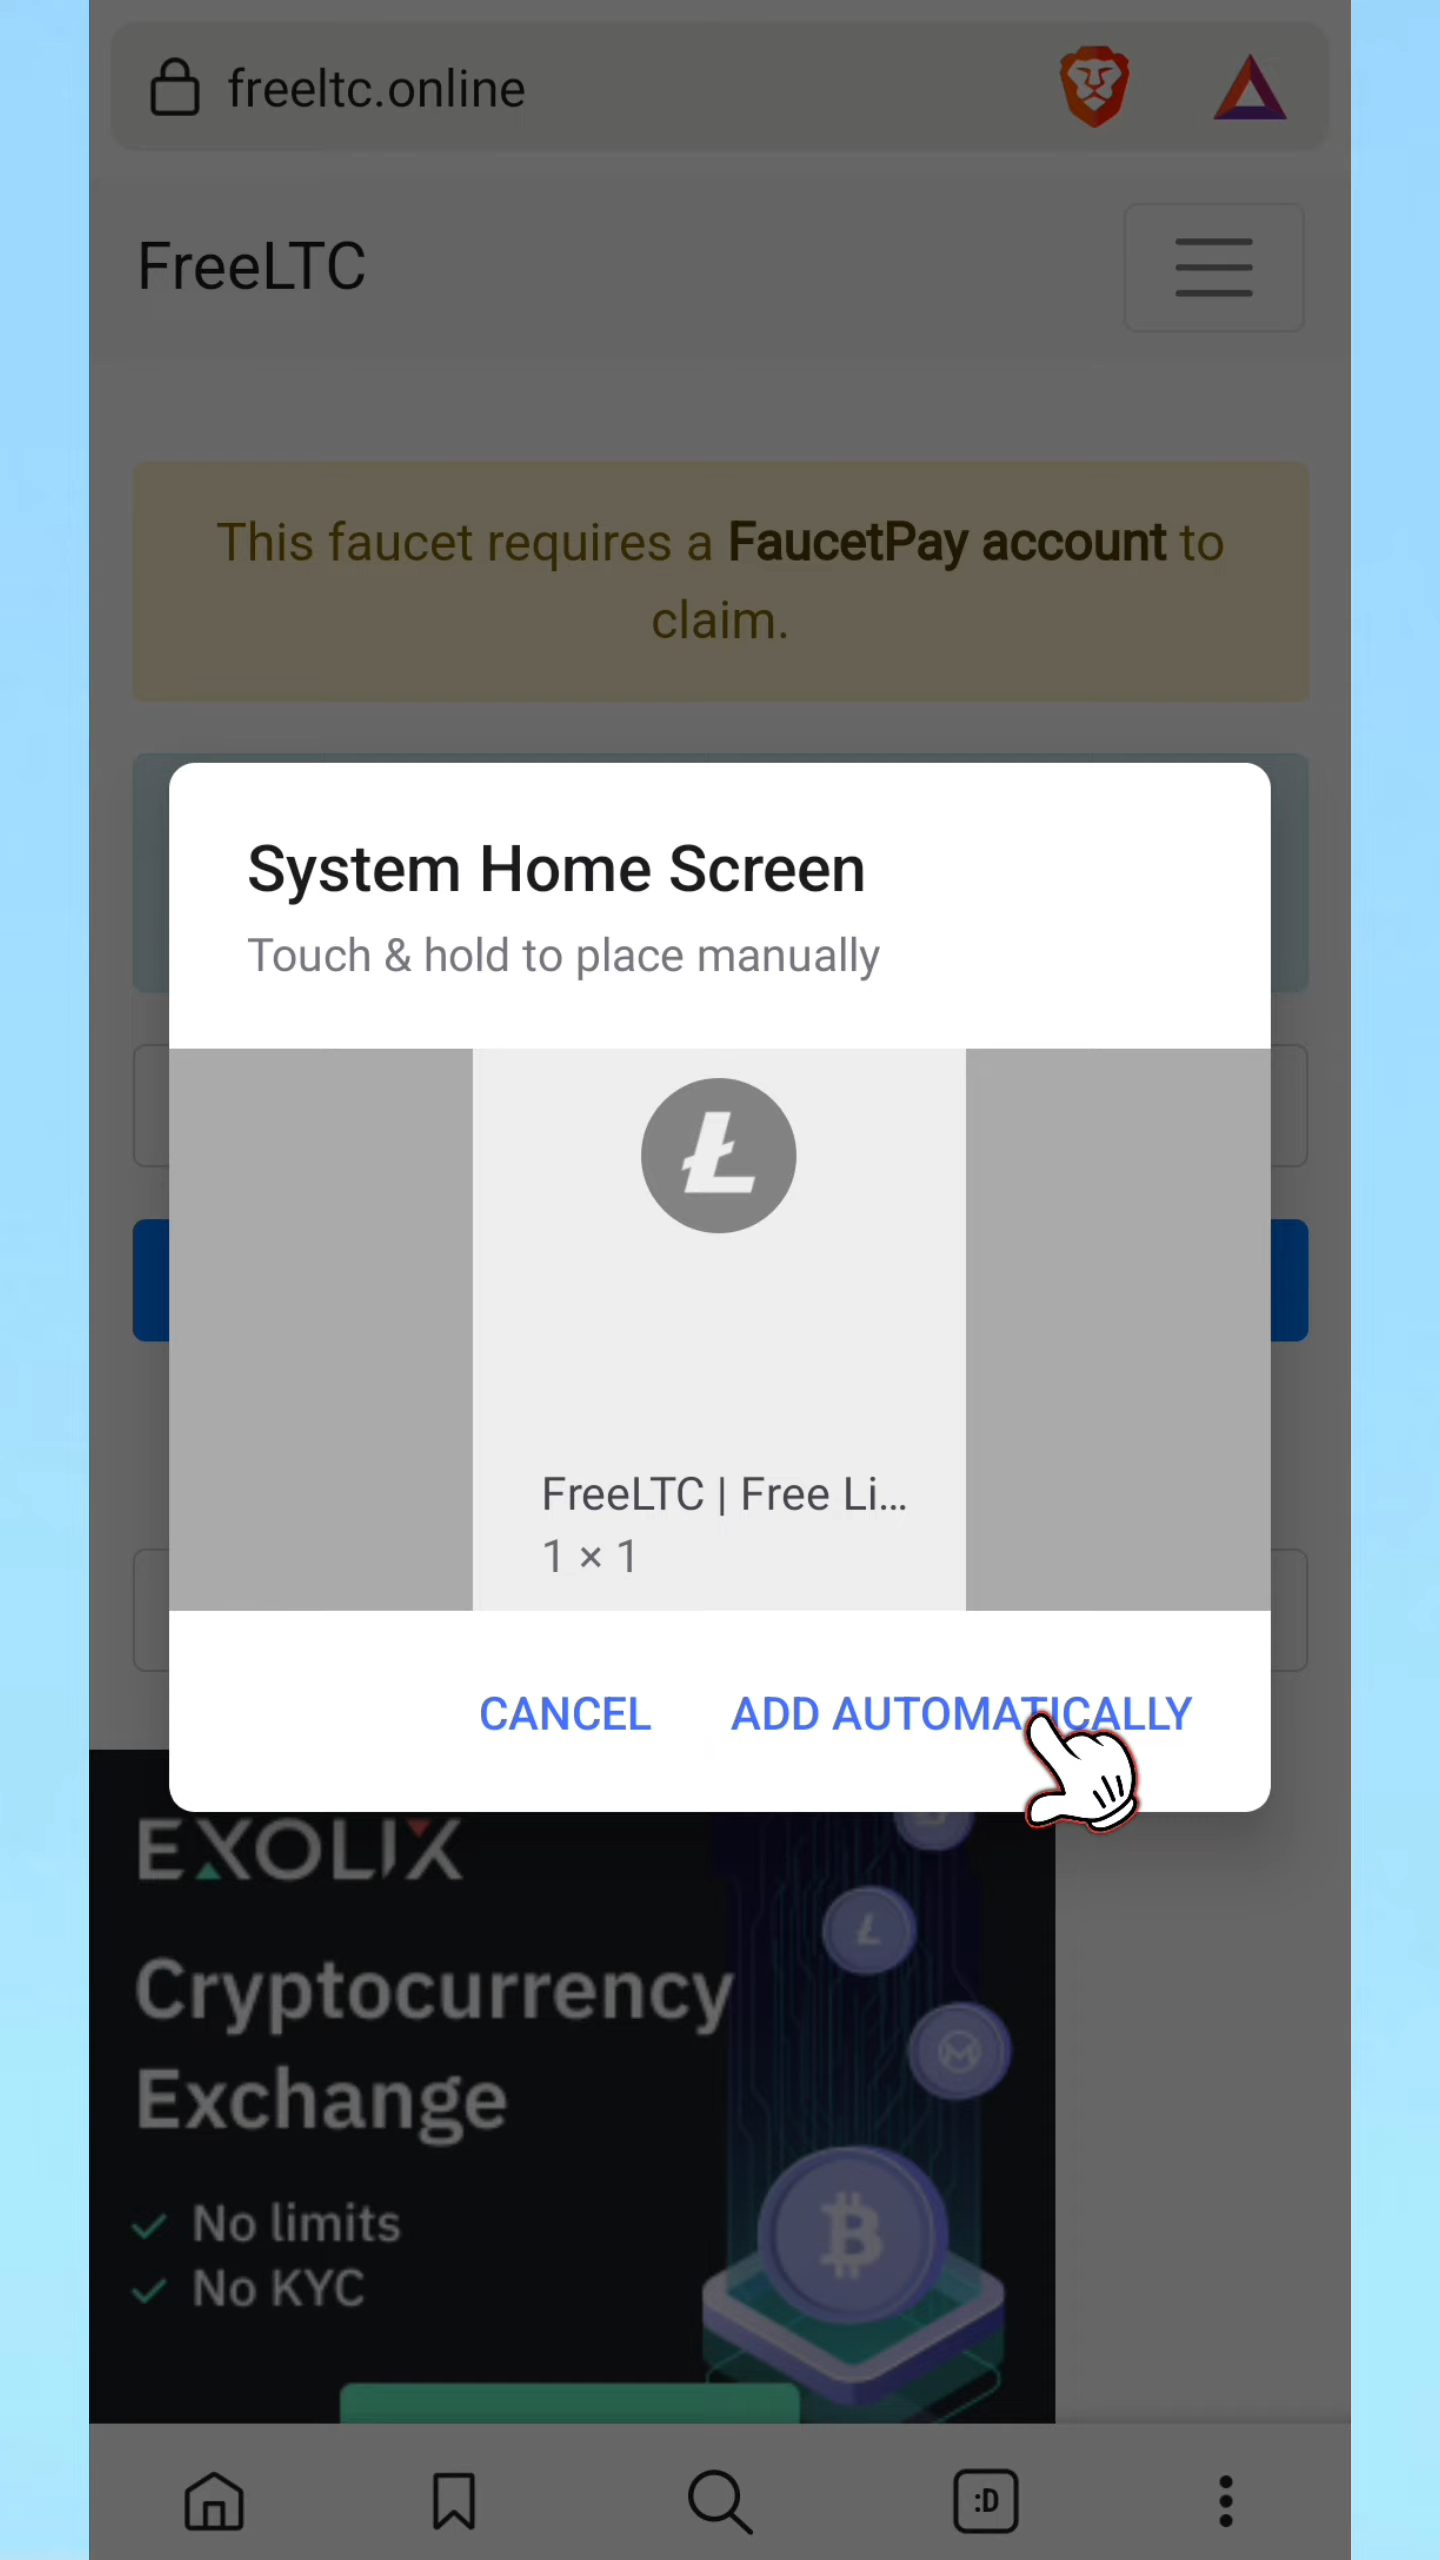 freeltc.online
FreeLTC
This faucet requires a FaucetPay account to
claim.
System Home Screen
Touch & hold to place manually
FreeLTC | Free Li...
1 × 1
CANCEL
ADD AUTOMATICALLY
EXOLIX
Cryptocurrency
Exchange
No limits
No KYC
:D